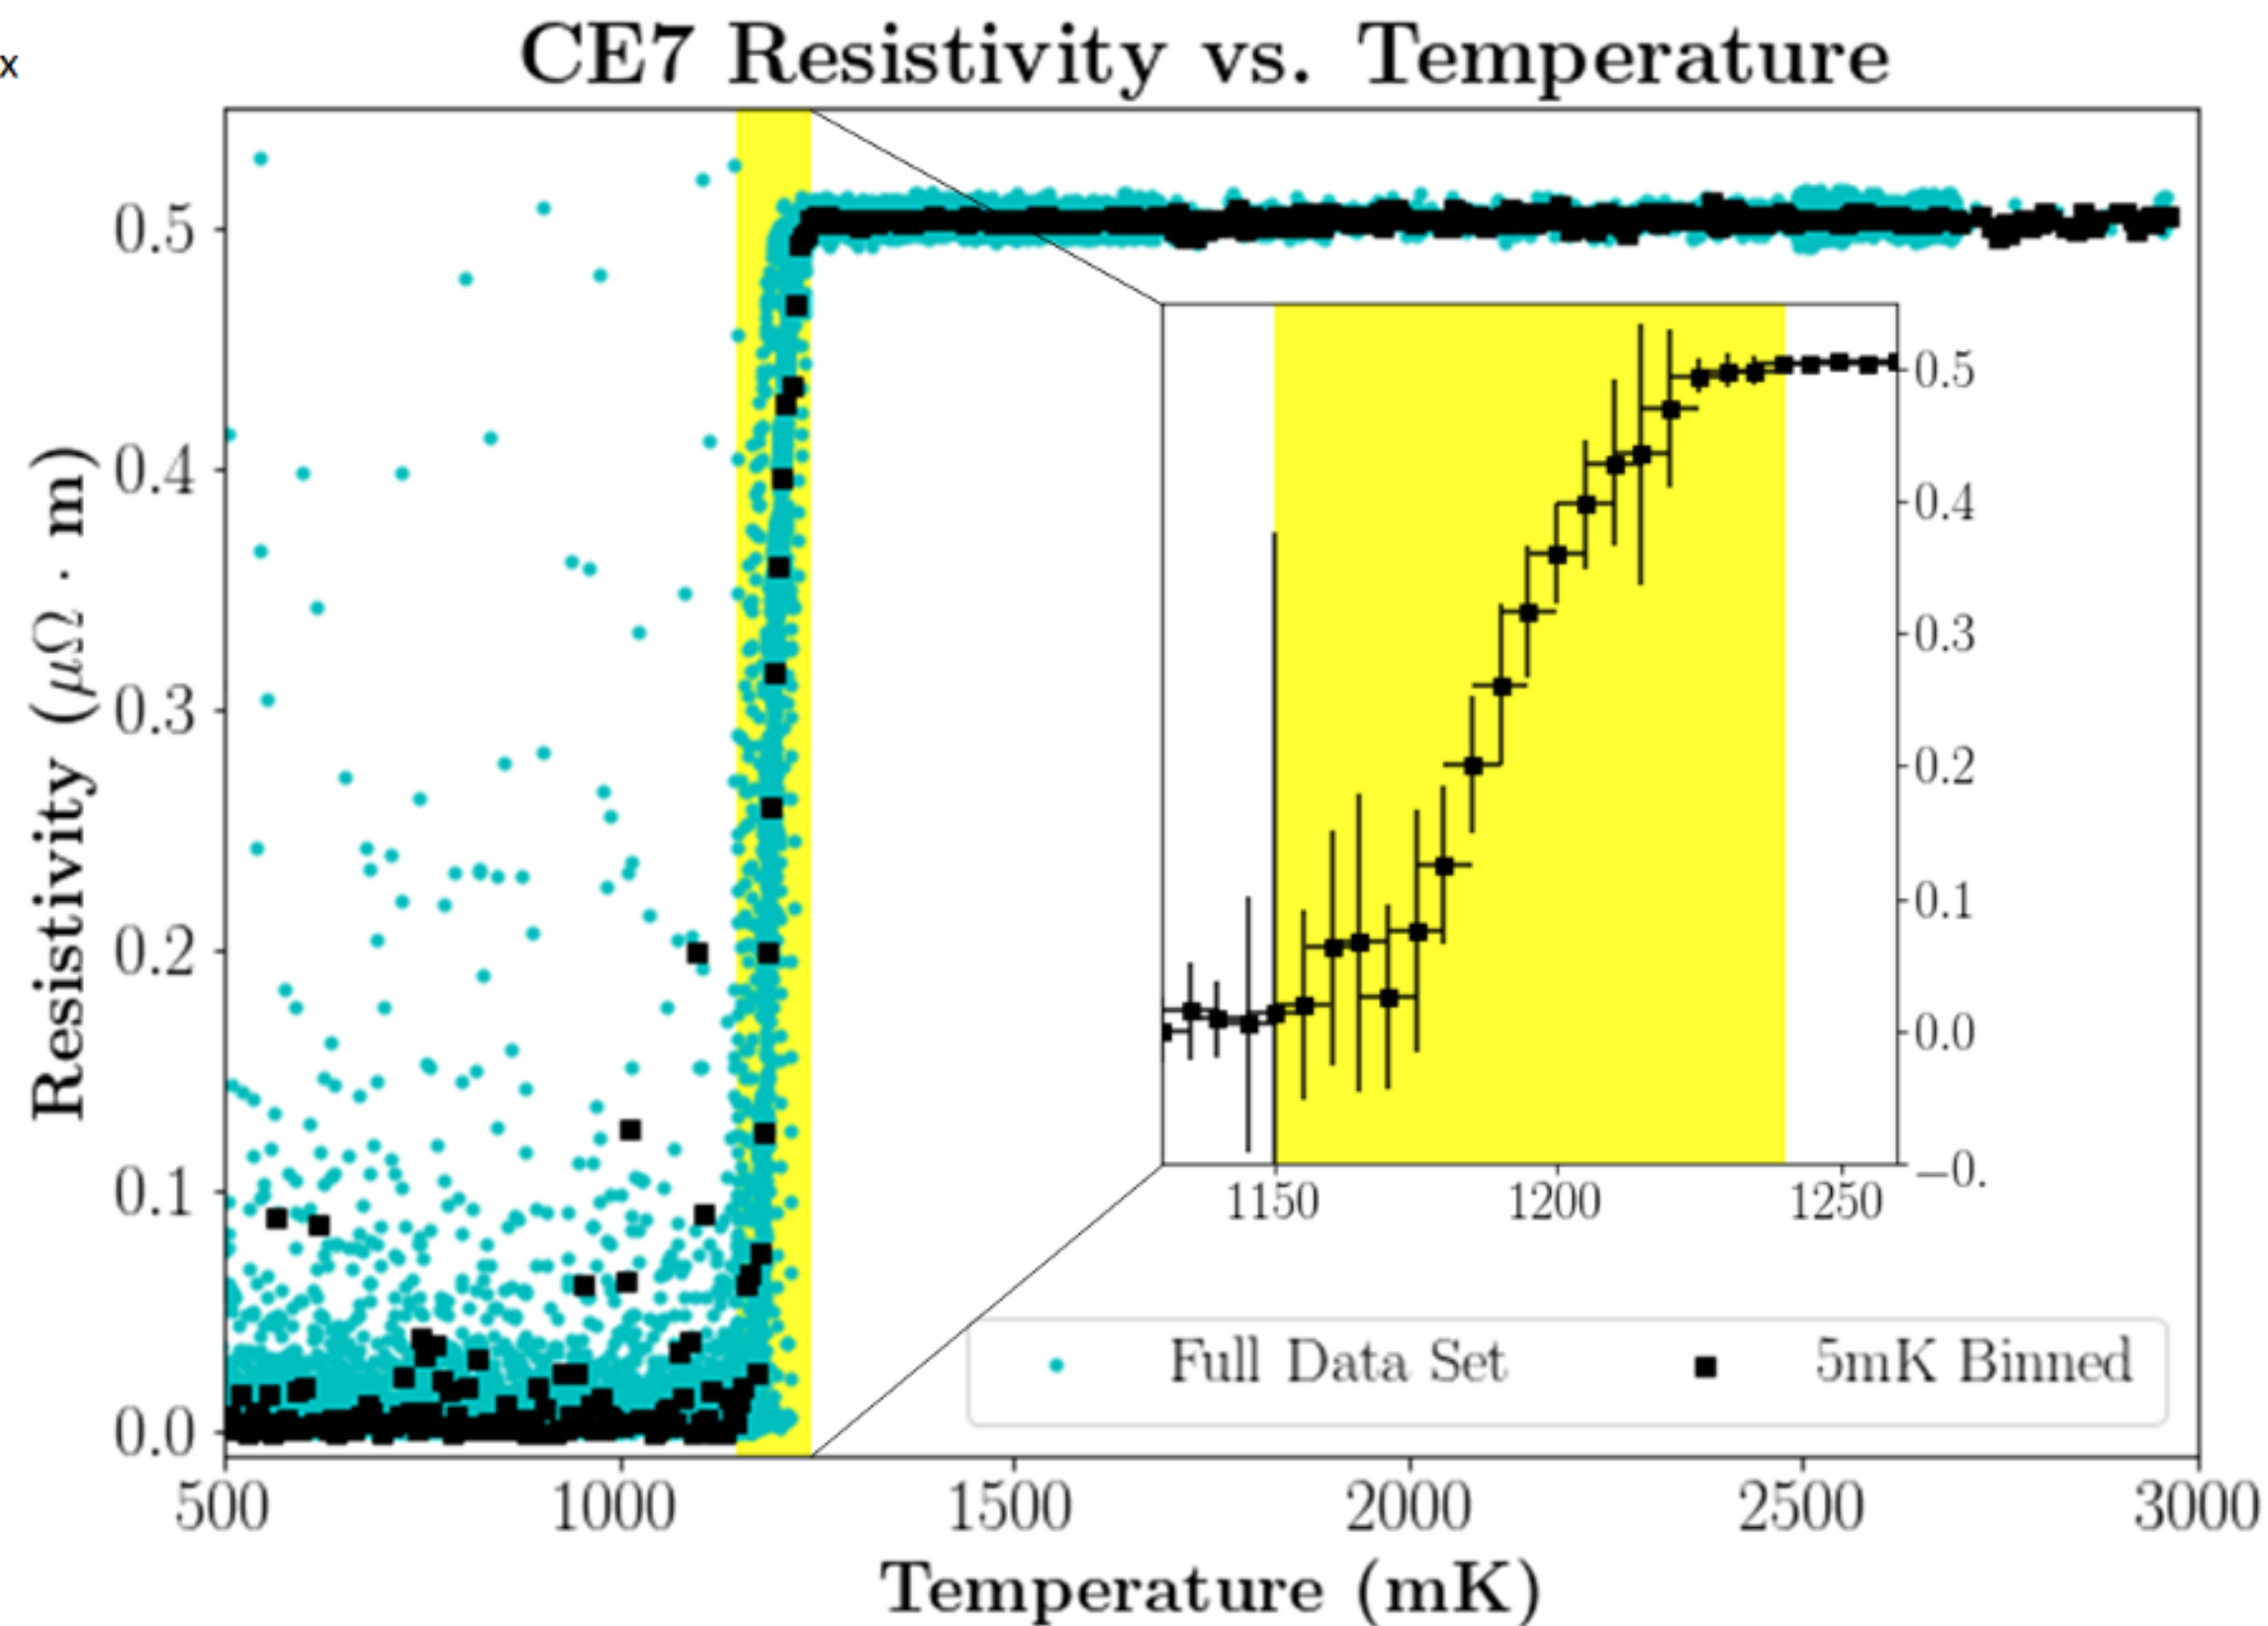 x
CE7 Resistivity vs. Temperature
Resistivity (μΩ · m)
0.5
0.4
0.3
0.2
0.1
0.0
0.5
0.4
0.3
0.2
0.1
0.0
−0.
1150 1200 1250
Full Data Set 5mK Binned
500 1000 1500 2000 2500 3000
Temperature (mK)